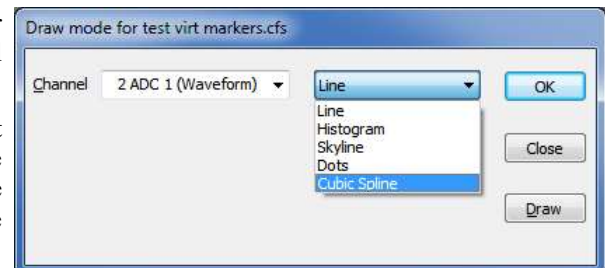 Draw mode for test virt markers.cfs
Channel 2 ADC 1 (Waveform) Line OK
Line
Histogram
Skyline
Dots
Cubic Spline
Close
Draw